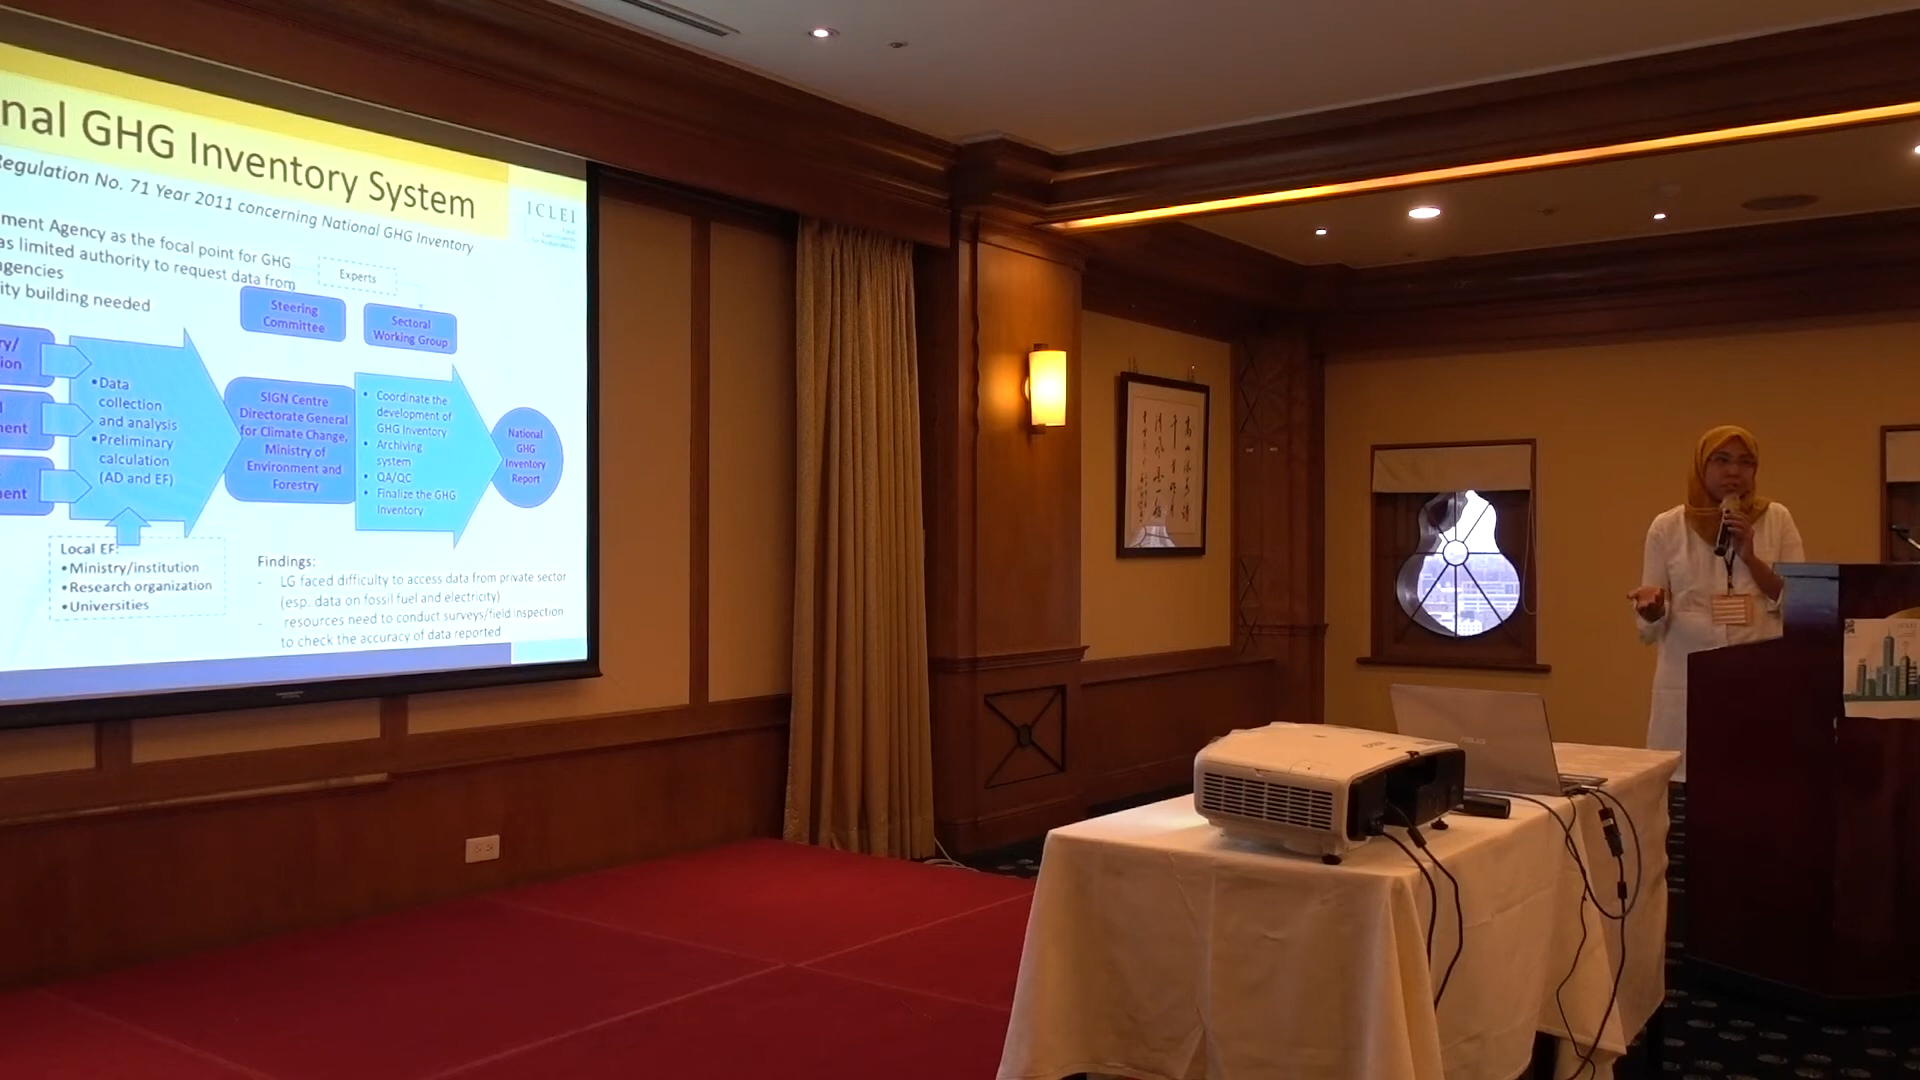 nal GHG Inventory System
Regulation No. 71 Year 2011 concerning National GHG Inventory
ICLEI
ment Agency as the focal point for GHG
as limited authority to request data from
agencies
ity building needed
Experts
Steering
Committee
Sectoral
Working Group
ry/
ion
ment
ment
•Data
collection
and analysis
•Preliminary
calculation
(AD and EF)
SIGN Centre
Directorate General
for Climate Change,
Ministry of
Environment and
Forestry
• Coordinate the
development of
GHG Inventory
• Archiving
system
• QA/QC
• Finalize the GHG
Inventory
National
GHG
Inventory
Report
Local EF:
•Ministry/institution
•Research organization
•Universities
Findings:
- LG faced difficulty to access data from private sector
(esp. data on fossil fuel and electricity)
- resources need to conduct surveys/field inspection
to check the accuracy of data reported
ASUS